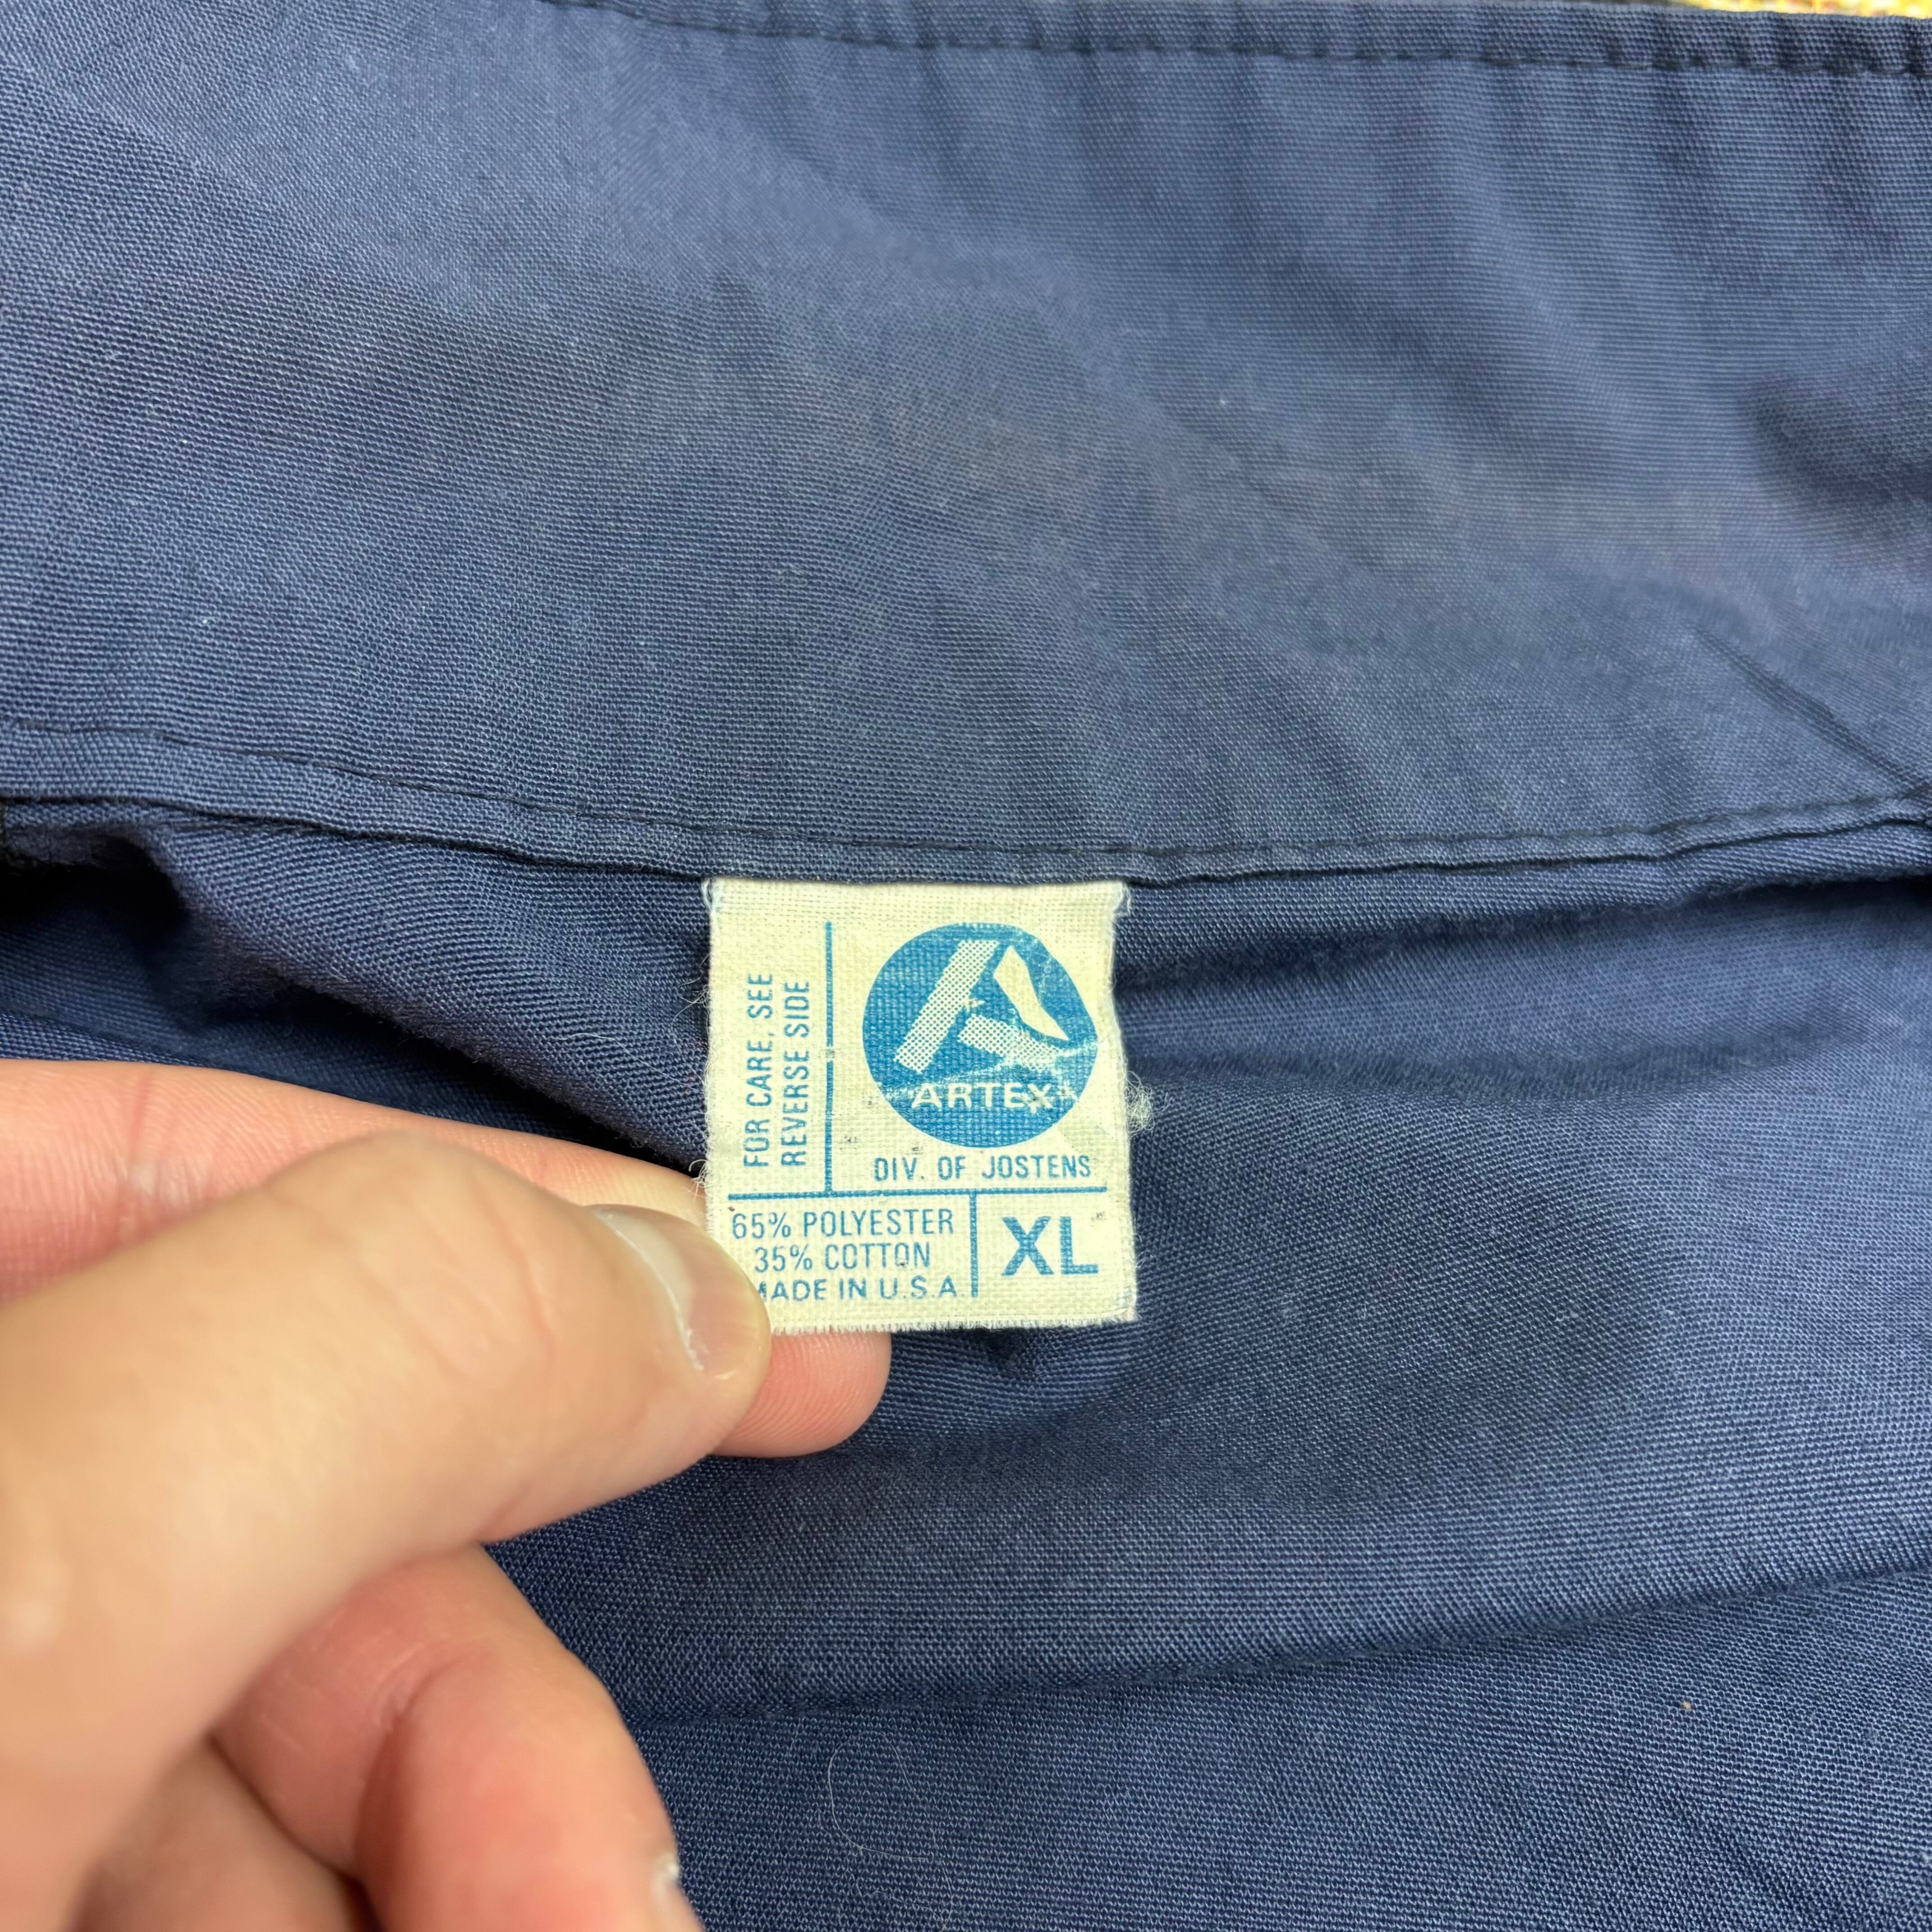 FOR CARE, SEE
REVERSE SIDE
ARTEX
DIV. OF JOSTENS
65% POLYESTER
35% COTTON
MADE IN U.S.A
XL